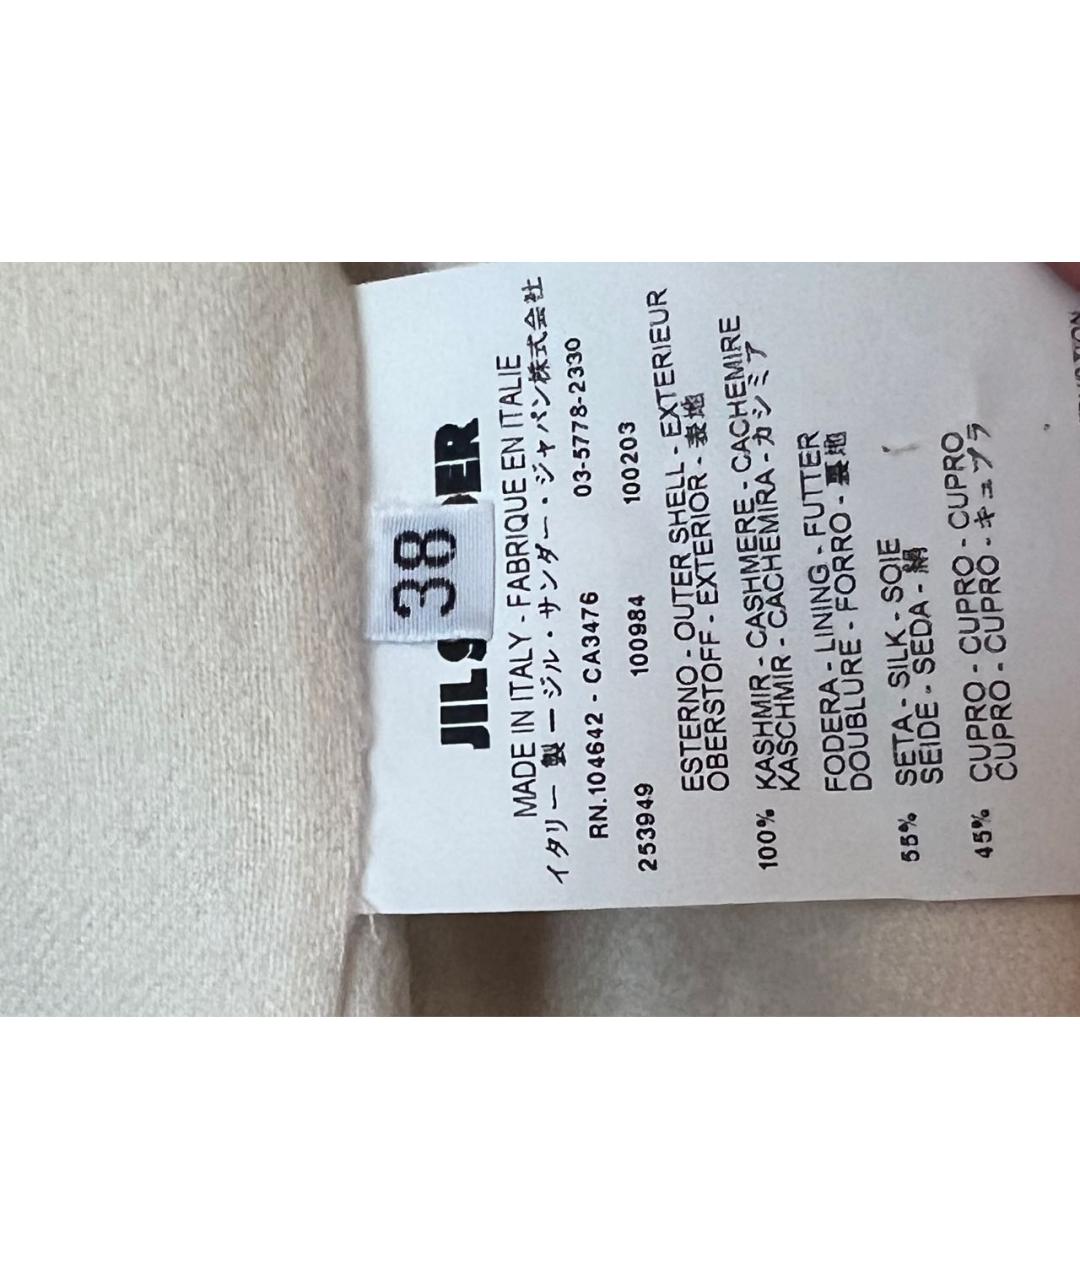 38
JIL S ER
MADE IN ITALY - FABRIQUE EN ITALIE
イタリー 製 ー ジル・サンダー・ジャパン株式会社
RN.104642 - CA3476 03-5778-2330
253949 100984 100203
ESTERNO - OUTER SHELL - EXTERIEUR
OBERSTOFF - EXTERIOR - 表地
100% KASHMIR - CASHMERE - CACHEMIRE
KASCHMIR - CACHEMIRA - カシミア
FODERA - LINING - FUTTER
DOUBLURE - FORRO - 裏地
55% SETA - SILK - SOIE
SEIDE - SEDA - 絹
45% CUPRO - CUPRO - CUPRO
CUPRO - CUPRO - キュプラ